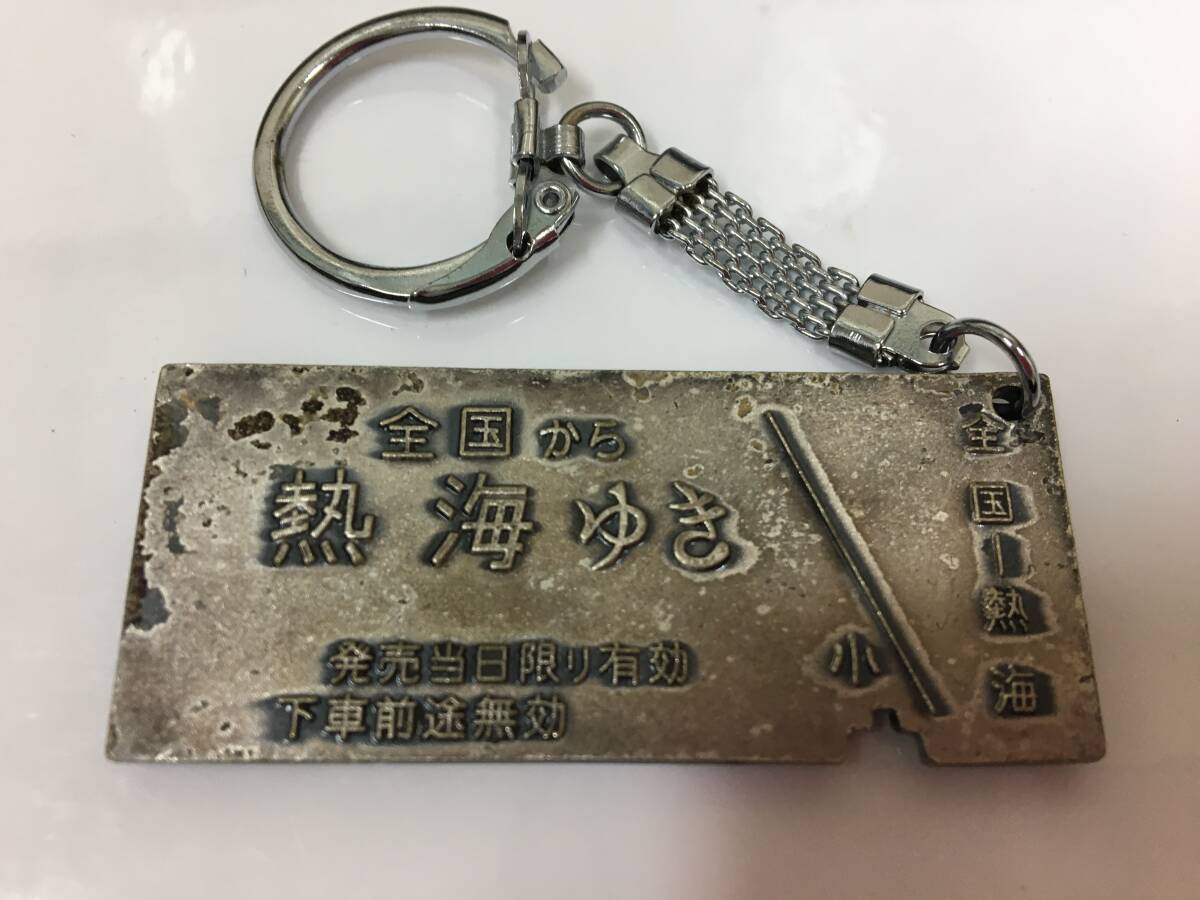 全国から
熱海ゆき
発売当日限り有効
下車前途無効
小
全国ー熱海